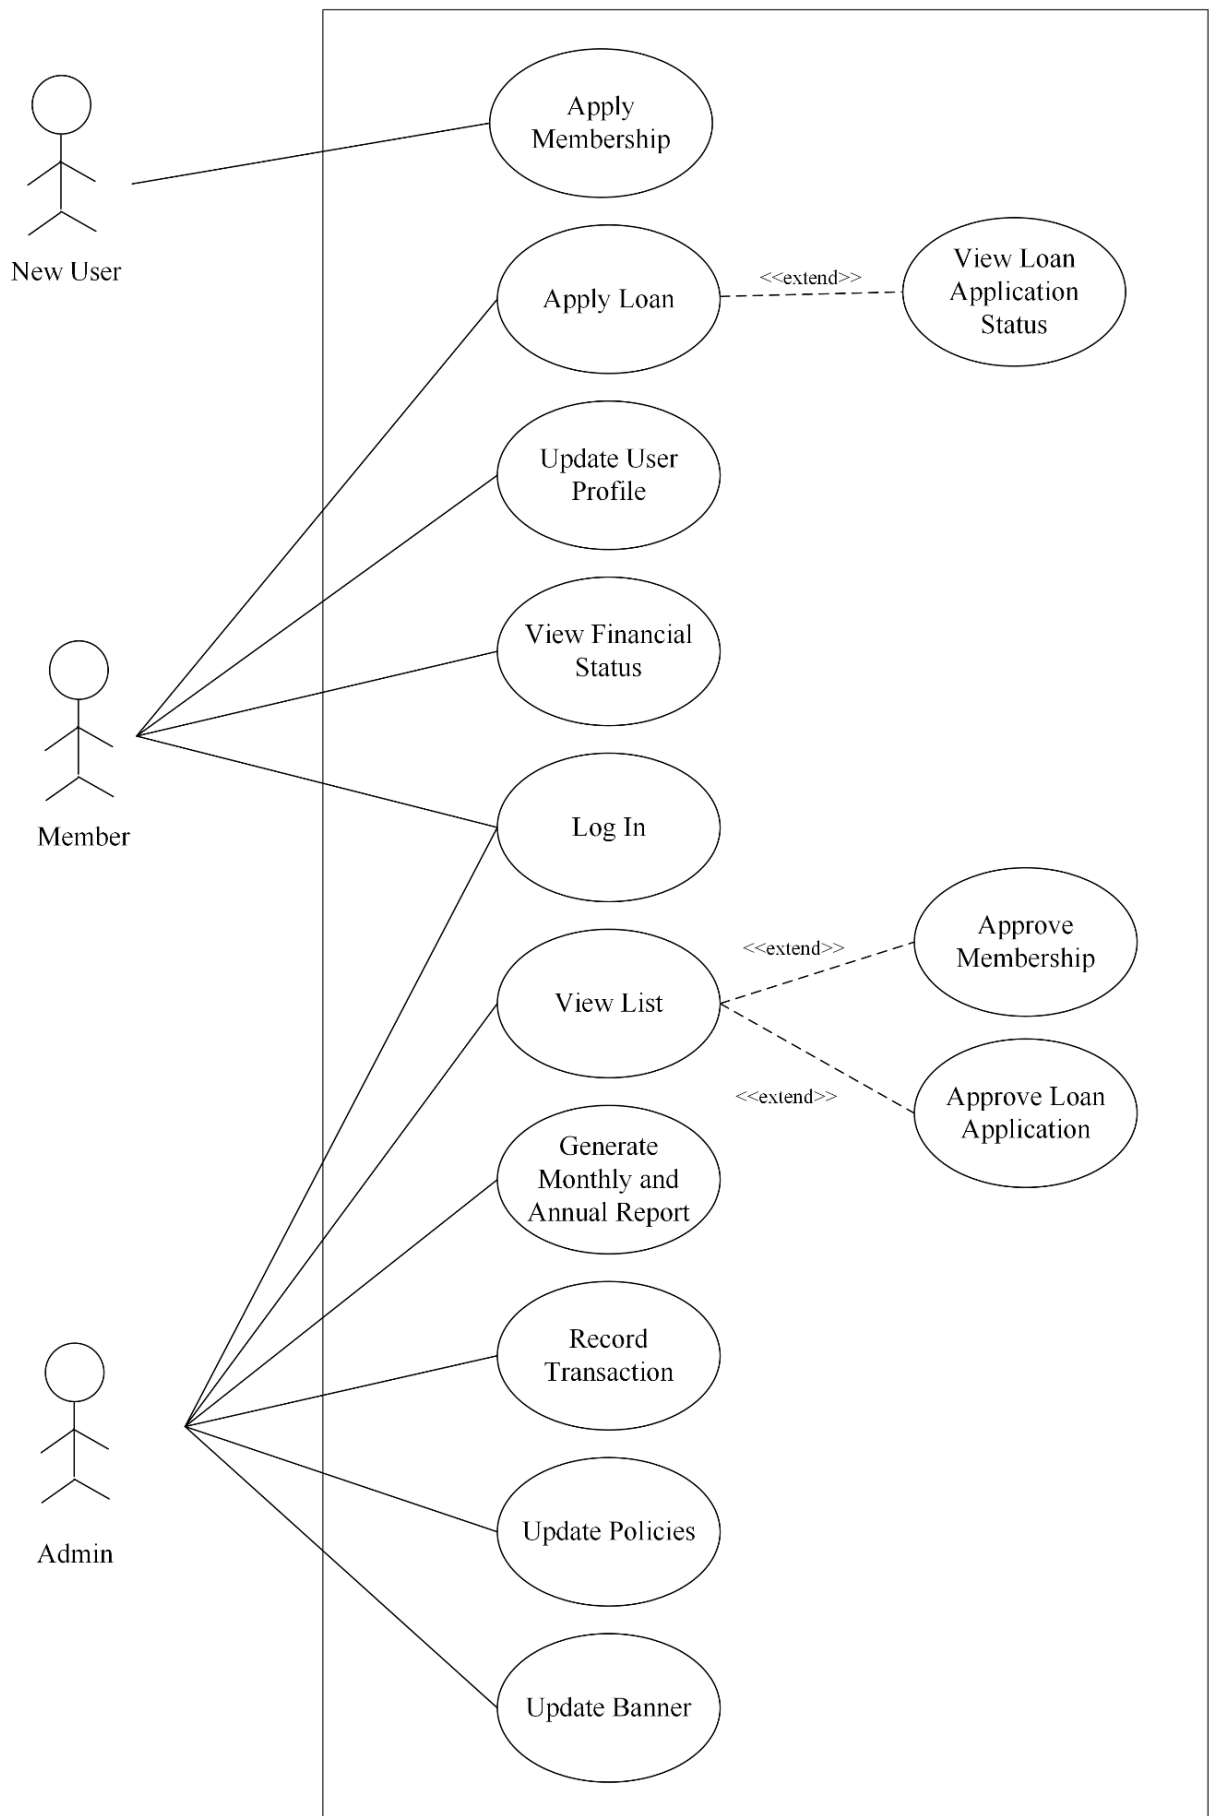 Apply
Membership
New User
Apply Loan
<<extend>>
View Loan
Application
Status
Update User
Profile
View Financial
Status
Member
Log In
View List
<<extend>>
Approve
Membership
<<extend>>
Approve Loan
Application
Generate
Monthly and
Annual Report
Record
Transaction
Admin
Update Policies
Update Banner